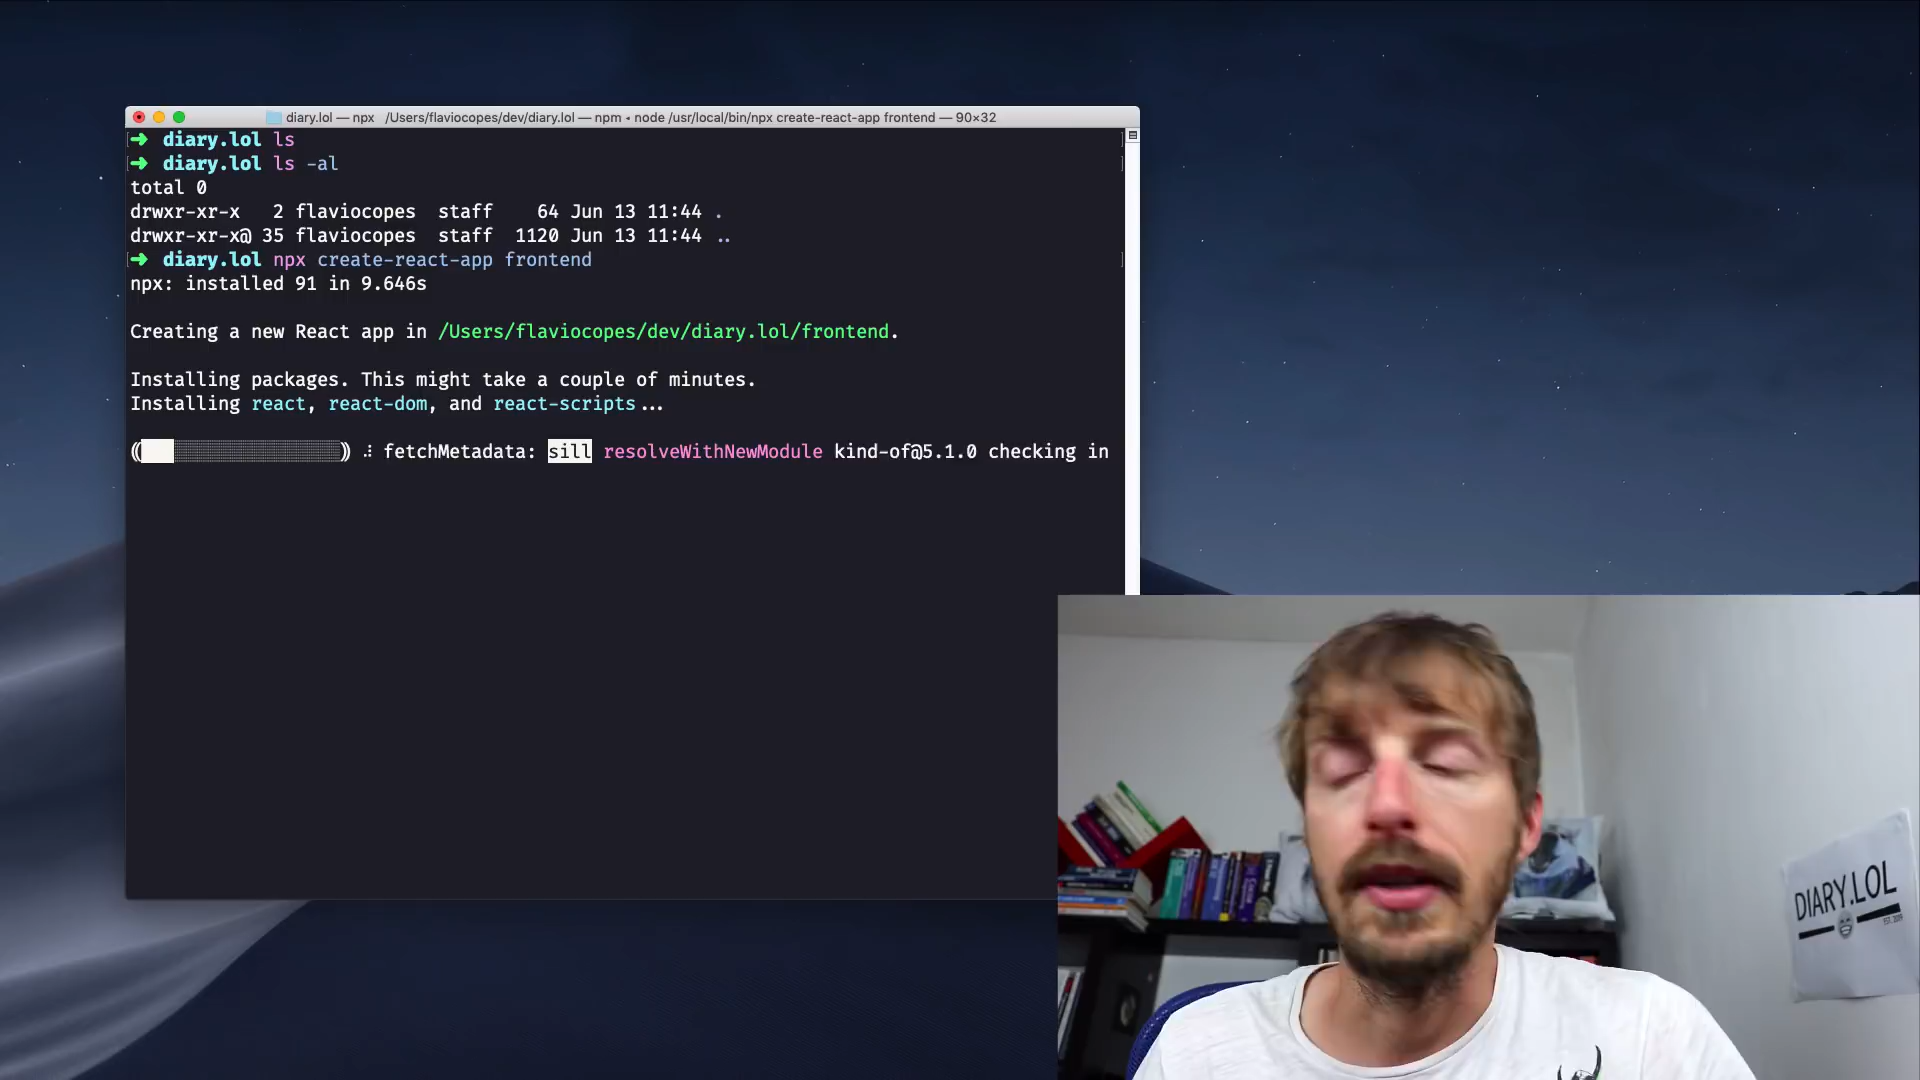 diary.lol — npx /Users/flaviocopes/dev/diary.lol — npm • node /usr/local/bin/npx create-react-app frontend — 90×32
➜ diary.lol ls
➜ diary.lol ls -al
total 0
drwxr-xr-x 2 flaviocopes staff 64 Jun 13 11:44 .
drwxr-xr-x@ 35 flaviocopes staff 1120 Jun 13 11:44 ..
➜ diary.lol npx create-react-app frontend
npx: installed 91 in 9.646s
Creating a new React app in /Users/flaviocopes/dev/diary.lol/frontend.
Installing packages. This might take a couple of minutes.
Installing react, react-dom, and react-scripts...
fetchMetadata: sill resolveWithNewModule kind-of@5.1.0 checking in
DIARY.LOL